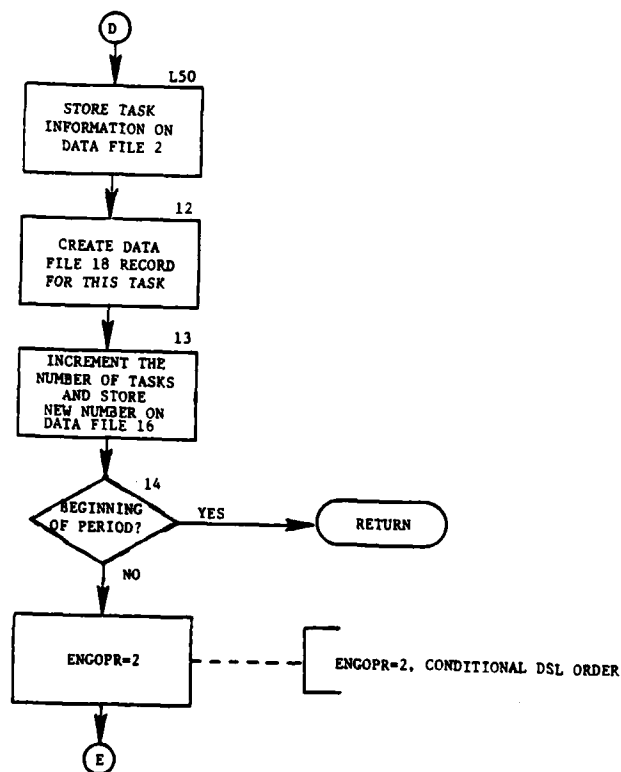 D
L50
STORE TASK
INFORMATION ON
DATA FILE 2
12
CREATE DATA
FILE 18 RECORD
FOR THIS TASK
13
INCREMENT THE
NUMBER OF TASKS
AND STORE
NEW NUMBER ON
DATA FILE 16
14
BEGINNING
OF PERIOD?
YES
RETURN
NO
ENGOPR=2
ENGOPR=2, CONDITIONAL DSL ORDER
E